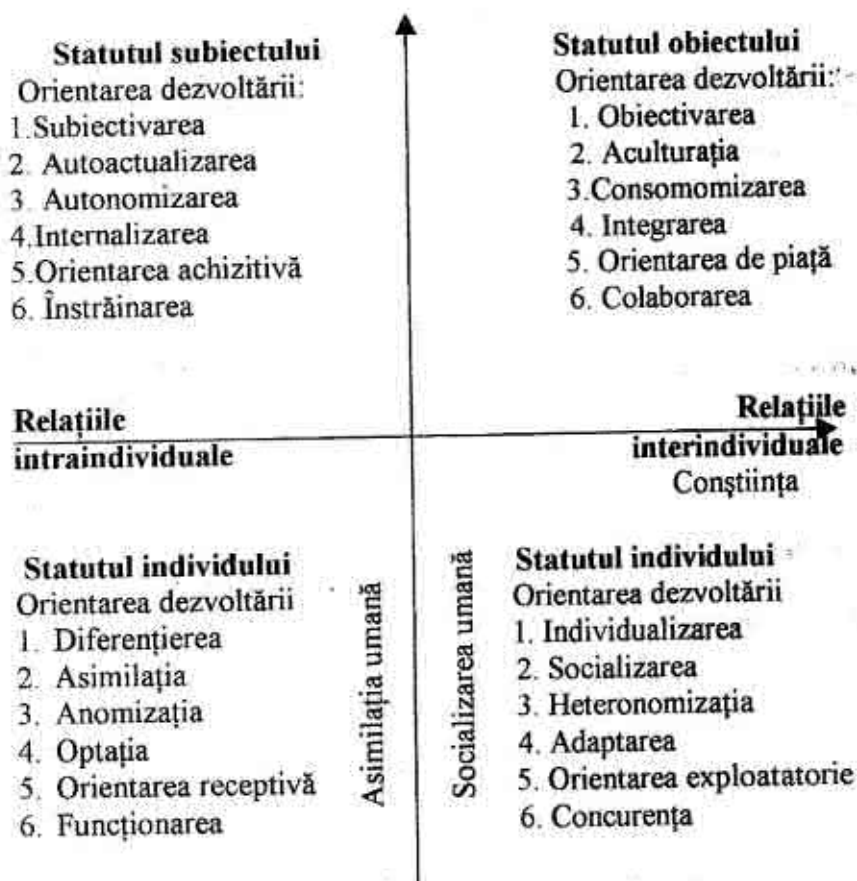 Statutul subiectului
Orientarea dezvoltării:
1.Subiectivarea
2. Autoactualizarea
3. Autonomizarea
4.Internalizarea
5.Orientarea achizitivă
6. Înstrăinarea
Statutul obiectului
Orientarea dezvoltării:
1. Obiectivarea
2. Aculturația
3.Consomomizarea
4. Integrarea
5. Orientarea de piață
6. Colaborarea
Relațiile
intraindividuale
Relațiile
interindividuale
Conștiința
Statutul individului
Orientarea dezvoltării
1. Diferențierea
2. Asimilația
3. Anomizația
4. Optația
5. Orientarea receptivă
6. Funcționarea
Asimilația umană
Socializarea umană
Statutul individului
Orientarea dezvoltării
1. Individualizarea
2. Socializarea
3. Heteronomizația
4. Adaptarea
5. Orientarea exploatatorie
6. Concurența